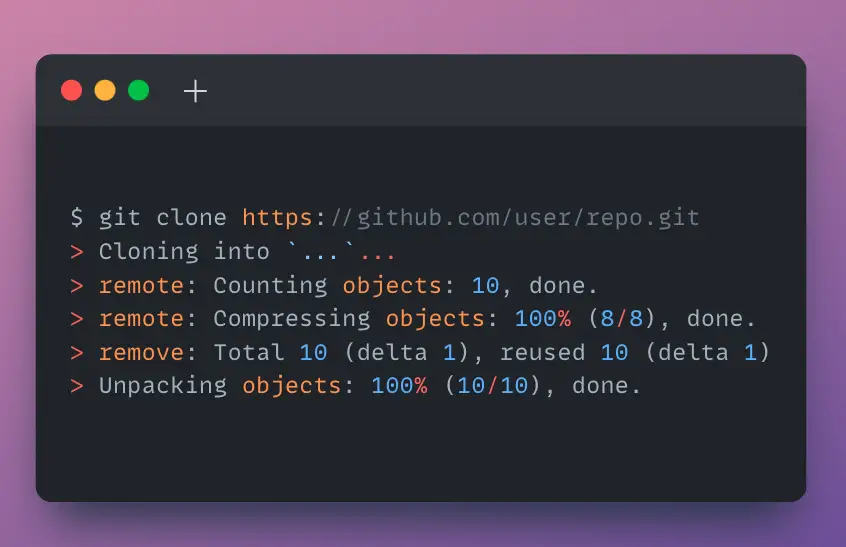 $ git clone https://github.com/user/repo.git
> Cloning into `...`...
> remote: Counting objects: 10, done.
> remote: Compressing objects: 100% (8/8), done.
> remove: Total 10 (delta 1), reused 10 (delta 1)
> Unpacking objects: 100% (10/10), done.